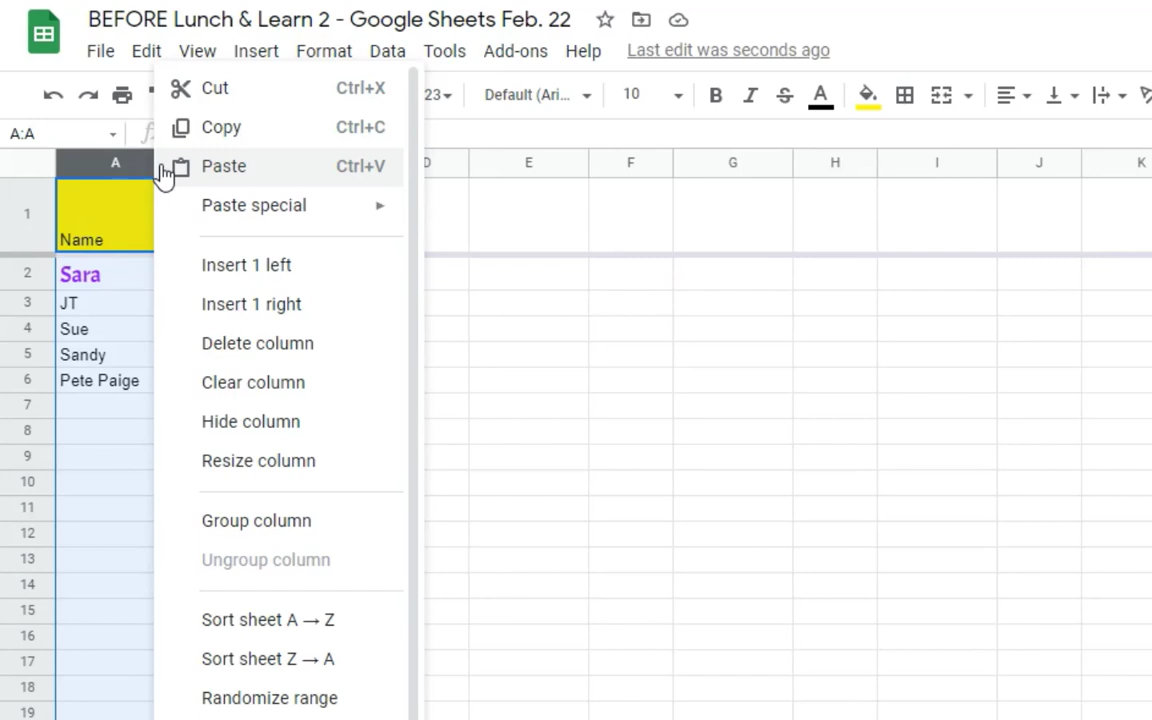 BEFORE Lunch & Learn 2 - Google Sheets Feb. 22
File Edit View Insert Format Data Tools Add-ons Help Last edit was seconds ago
23 Default (Ari... 10 B I S A
A:A
A D E F G H I J K
1 Name
2 Sara
3 JT
4 Sue
5 Sandy
6 Pete Paige
7
8
9
10
11
12
13
14
15
16
17
18
19
Cut Ctrl+X
Copy Ctrl+C
Paste Ctrl+V
Paste special
Insert 1 left
Insert 1 right
Delete column
Clear column
Hide column
Resize column
Group column
Ungroup column
Sort sheet A → Z
Sort sheet Z → A
Randomize range